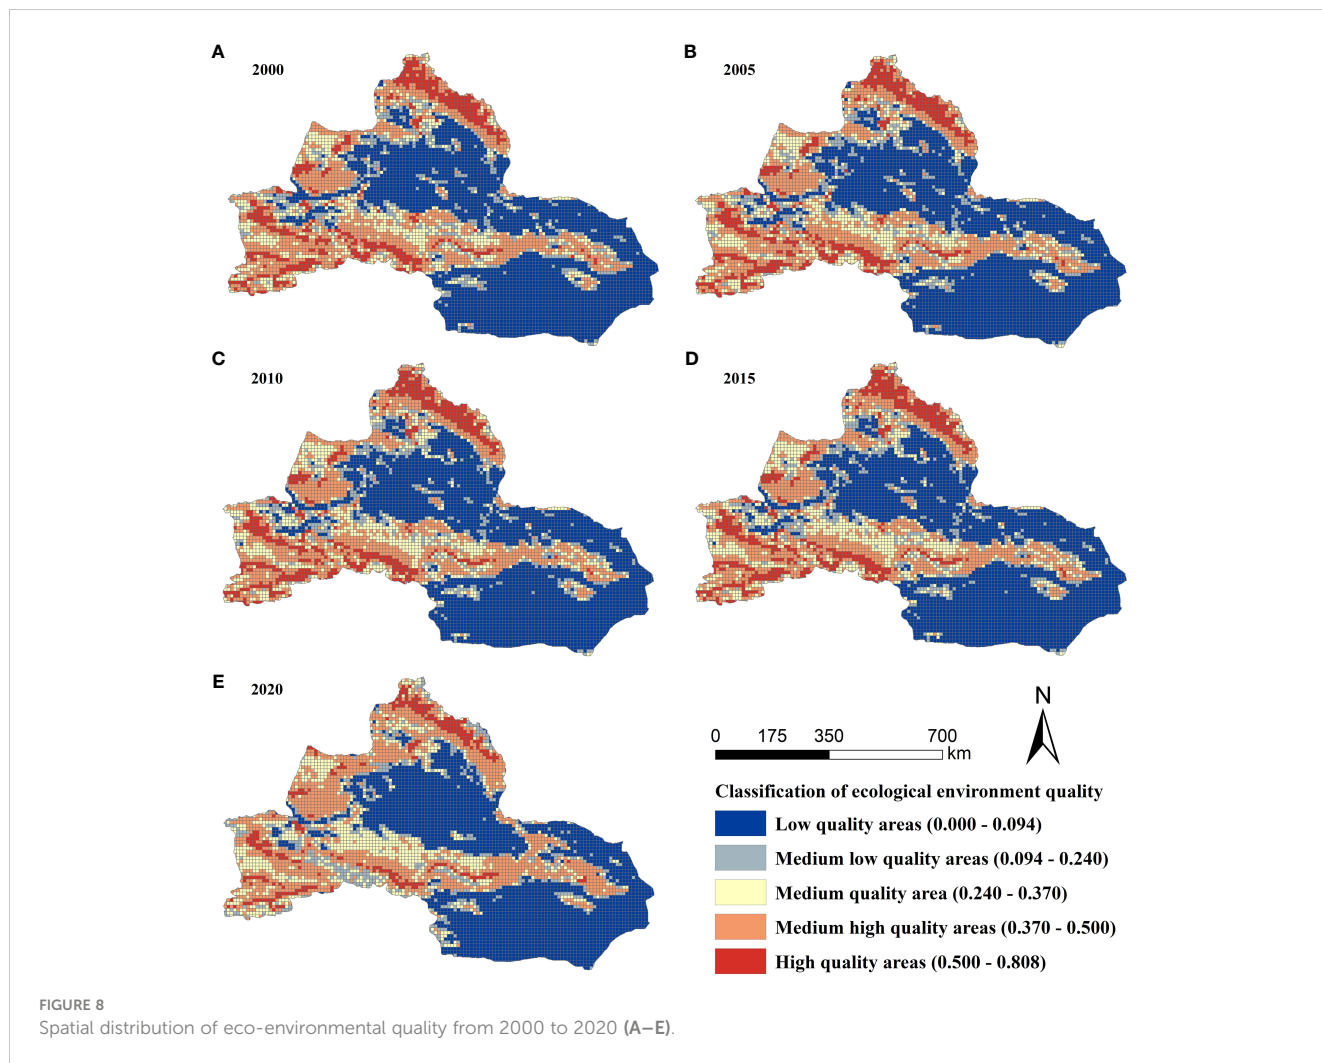 A
2000
B
2005
C
2010
D
2015
E
2020
N
0 175 350 700
km
Classification of ecological environment quality
Low quality areas (0.000 - 0.094)
Medium low quality areas (0.094 - 0.240)
Medium quality area (0.240 - 0.370)
Medium high quality areas (0.370 - 0.500)
High quality areas (0.500 - 0.808)
FIGURE 8
Spatial distribution of eco-environmental quality from 2000 to 2020 (A–E).